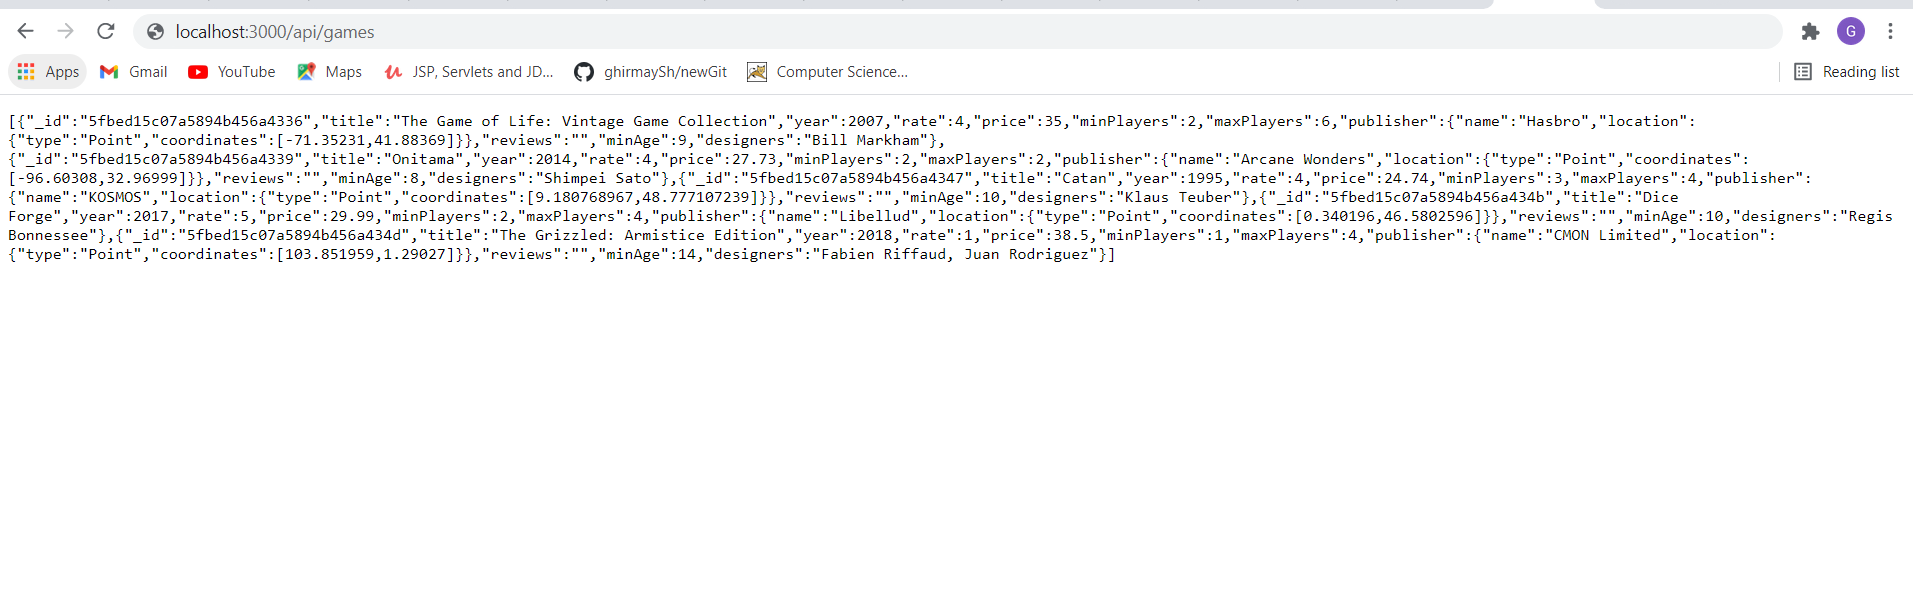 localhost:3000/api/games
G
Apps Gmail YouTube Maps JSP, Servlets and JD... ghirmaySh/newGit Computer Science... Reading list
[{"_id":"5fbed15c07a5894b456a4336","title":"The Game of Life: Vintage Game Collection","year":2007,"rate":4,"price":35,"minPlayers":2,"maxPlayers":6,"publisher":{"name":"Hasbro","location":
{"type":"Point","coordinates":[-71.35231,41.88369]}},"reviews":"","minAge":9,"designers":"Bill Markham"},
{"_id":"5fbed15c07a5894b456a4339","title":"Onitama","year":2014,"rate":4,"price":27.73,"minPlayers":2,"maxPlayers":2,"publisher":{"name":"Arcane Wonders","location":{"type":"Point","coordinates":
[-96.60308,32.96999]}},"reviews":"","minAge":8,"designers":"Shimpei Sato"},{"_id":"5fbed15c07a5894b456a4347","title":"Catan","year":1995,"rate":4,"price":24.74,"minPlayers":3,"maxPlayers":4,"publisher":
{"name":"KOSMOS","location":{"type":"Point","coordinates":[9.180768967,48.777107239]}},"reviews":"","minAge":10,"designers":"Klaus Teuber"},{"_id":"5fbed15c07a5894b456a434b","title":"Dice
Forge","year":2017,"rate":5,"price":29.99,"minPlayers":2,"maxPlayers":4,"publisher":{"name":"Libellud","location":{"type":"Point","coordinates":[0.340196,46.5802596]}},"reviews":"","minAge":10,"designers":"Regis
Bonnessee"},{"_id":"5fbed15c07a5894b456a434d","title":"The Grizzled: Armistice Edition","year":2018,"rate":1,"price":38.5,"minPlayers":1,"maxPlayers":4,"publisher":{"name":"CMON Limited","location":
{"type":"Point","coordinates":[103.851959,1.29027]}},"reviews":"","minAge":14,"designers":"Fabien Riffaud, Juan Rodriguez"}]